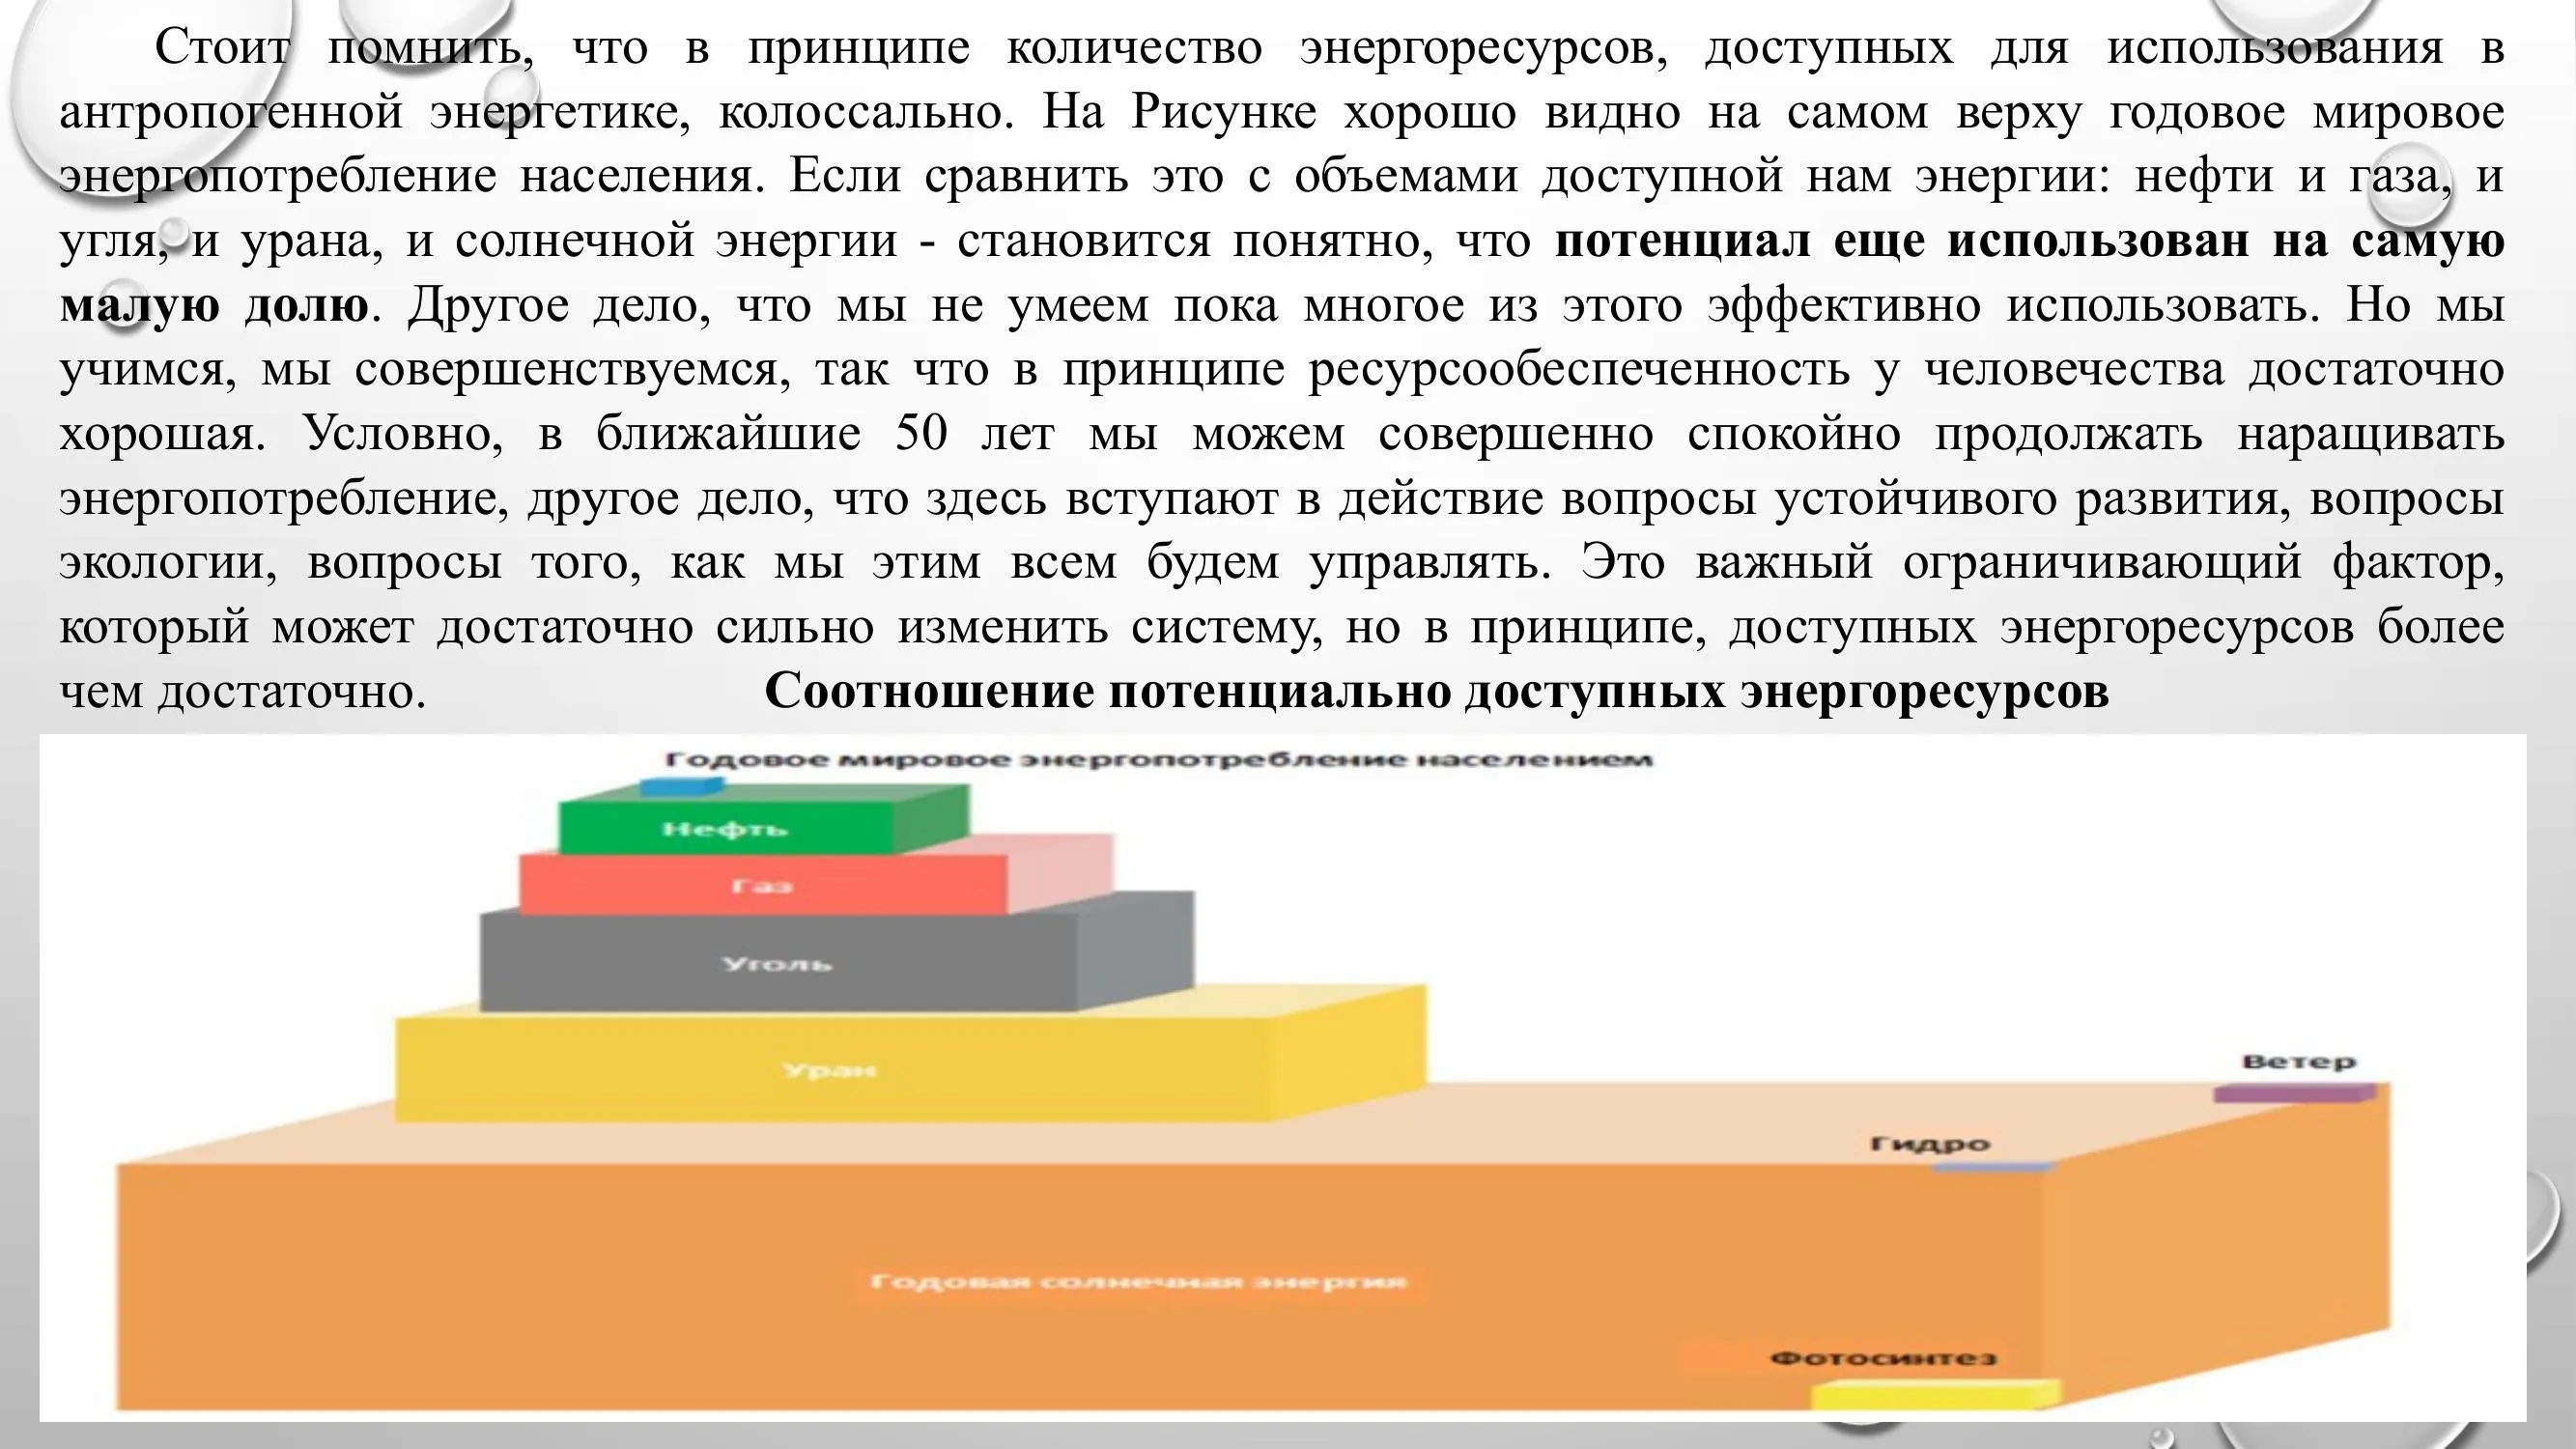 Стоит помнить, что в принципе количество энергоресурсов, доступных для использования в
антропогенной энергетике, колоссально. На Рисунке хорошо видно на самом верху годовое мировое
энергопотребление населения. Если сравнить это с объемами доступной нам энергии: нефти и газа, и
угля, и урана, и солнечной энергии - становится понятно, что потенциал еще использован на самую
малую долю. Другое дело, что мы не умеем пока многое из этого эффективно использовать. Но мы
учимся, мы совершенствуемся, так что в принципе ресурсообеспеченность у человечества достаточно
хорошая. Условно, в ближайшие 50 лет мы можем совершенно спокойно продолжать наращивать
энергопотребление, другое дело, что здесь вступают в действие вопросы устойчивого развития, вопросы
экологии, вопросы того, как мы этим всем будем управлять. Это важный ограничивающий фактор,
который может достаточно сильно изменить систему, но в принципе, доступных энергоресурсов более
чем достаточно. Соотношение потенциально доступных энергоресурсов
Годовое мировое энергопотребление населением
Нефть
Газ
Уголь
Уран
Ветер
Гидро
Годовая солнечная энергия
Фотосинтез